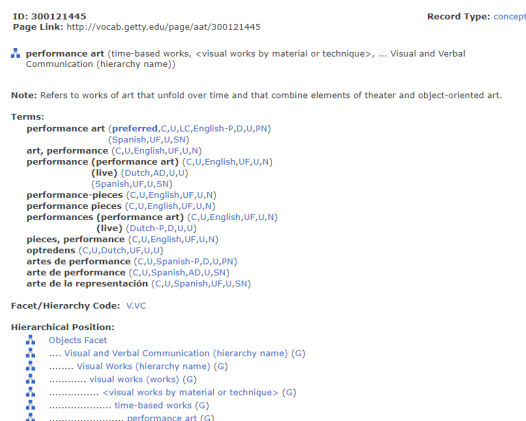 ID: 300121445 Record Type: concept
Page Link: http://vocab.getty.edu/page/aat/300121445
performance art (time-based works, <visual works by material or technique>, ... Visual and Verbal
Communication (hierarchy name))
Note: Refers to works of art that unfold over time and that combine elements of theater and object-oriented art.
Terms:
performance art (preferred,C,U,LC,English-P,D,U,PN)
(Spanish,UF,U,SN)
art, performance (C,U,English,UF,U,N)
performance (performance art) (C,U,English,UF,U,N)
(live) (Dutch,AD,U,U)
(Spanish,UF,U,SN)
performance-pieces (C,U,English,UF,U,N)
performance pieces (C,U,English,UF,U,N)
performances (performance art) (C,U,English,UF,U,N)
(live) (Dutch-P,D,U,U)
pieces, performance (C,U,English,UF,U,N)
optredens (C,U,Dutch,UF,U,U)
artes de performance (C,U,Spanish-P,D,U,PN)
arte de performance (C,U,Spanish,AD,U,SN)
arte de la representación (C,U,Spanish,UF,U,SN)
Facet/Hierarchy Code: V.VC
Hierarchical Position:
Objects Facet
.... Visual and Verbal Communication (hierarchy name) (G)
........ Visual Works (hierarchy name) (G)
............ visual works (works) (G)
................ <visual works by material or technique> (G)
.................... time-based works (G)
........................ performance art (G)